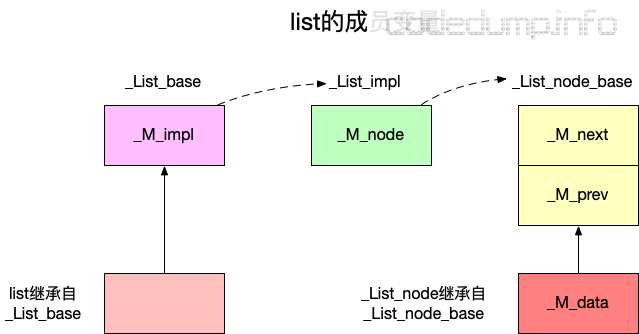 list的成员变量
codedump.info
_List_base
_List_impl
_List_node_base
_M_impl
_M_node
_M_next
_M_prev
list继承自
_List_base
_List_node继承自
_List_node_base
_M_data